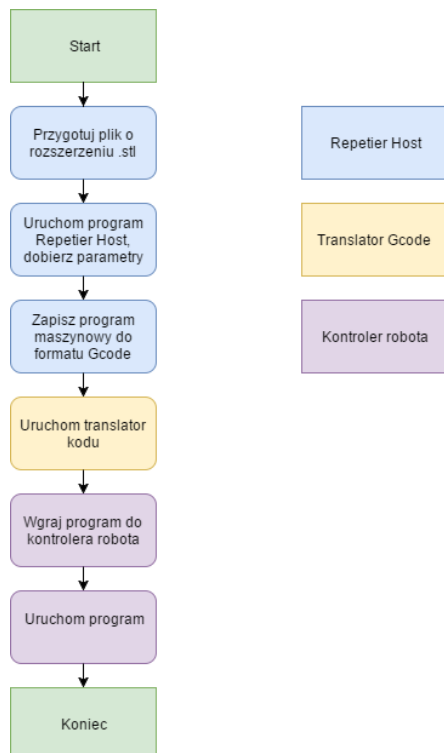 Start
Przygotuj plik o
rozszerzeniu .stl
Uruchom program
Repetier Host,
dobierz parametry
Zapisz program
maszynowy do
formatu Gcode
Uruchom translator
kodu
Wgraj program do
kontrolera robota
Uruchom program
Koniec
Repetier Host
Translator Gcode
Kontroler robota